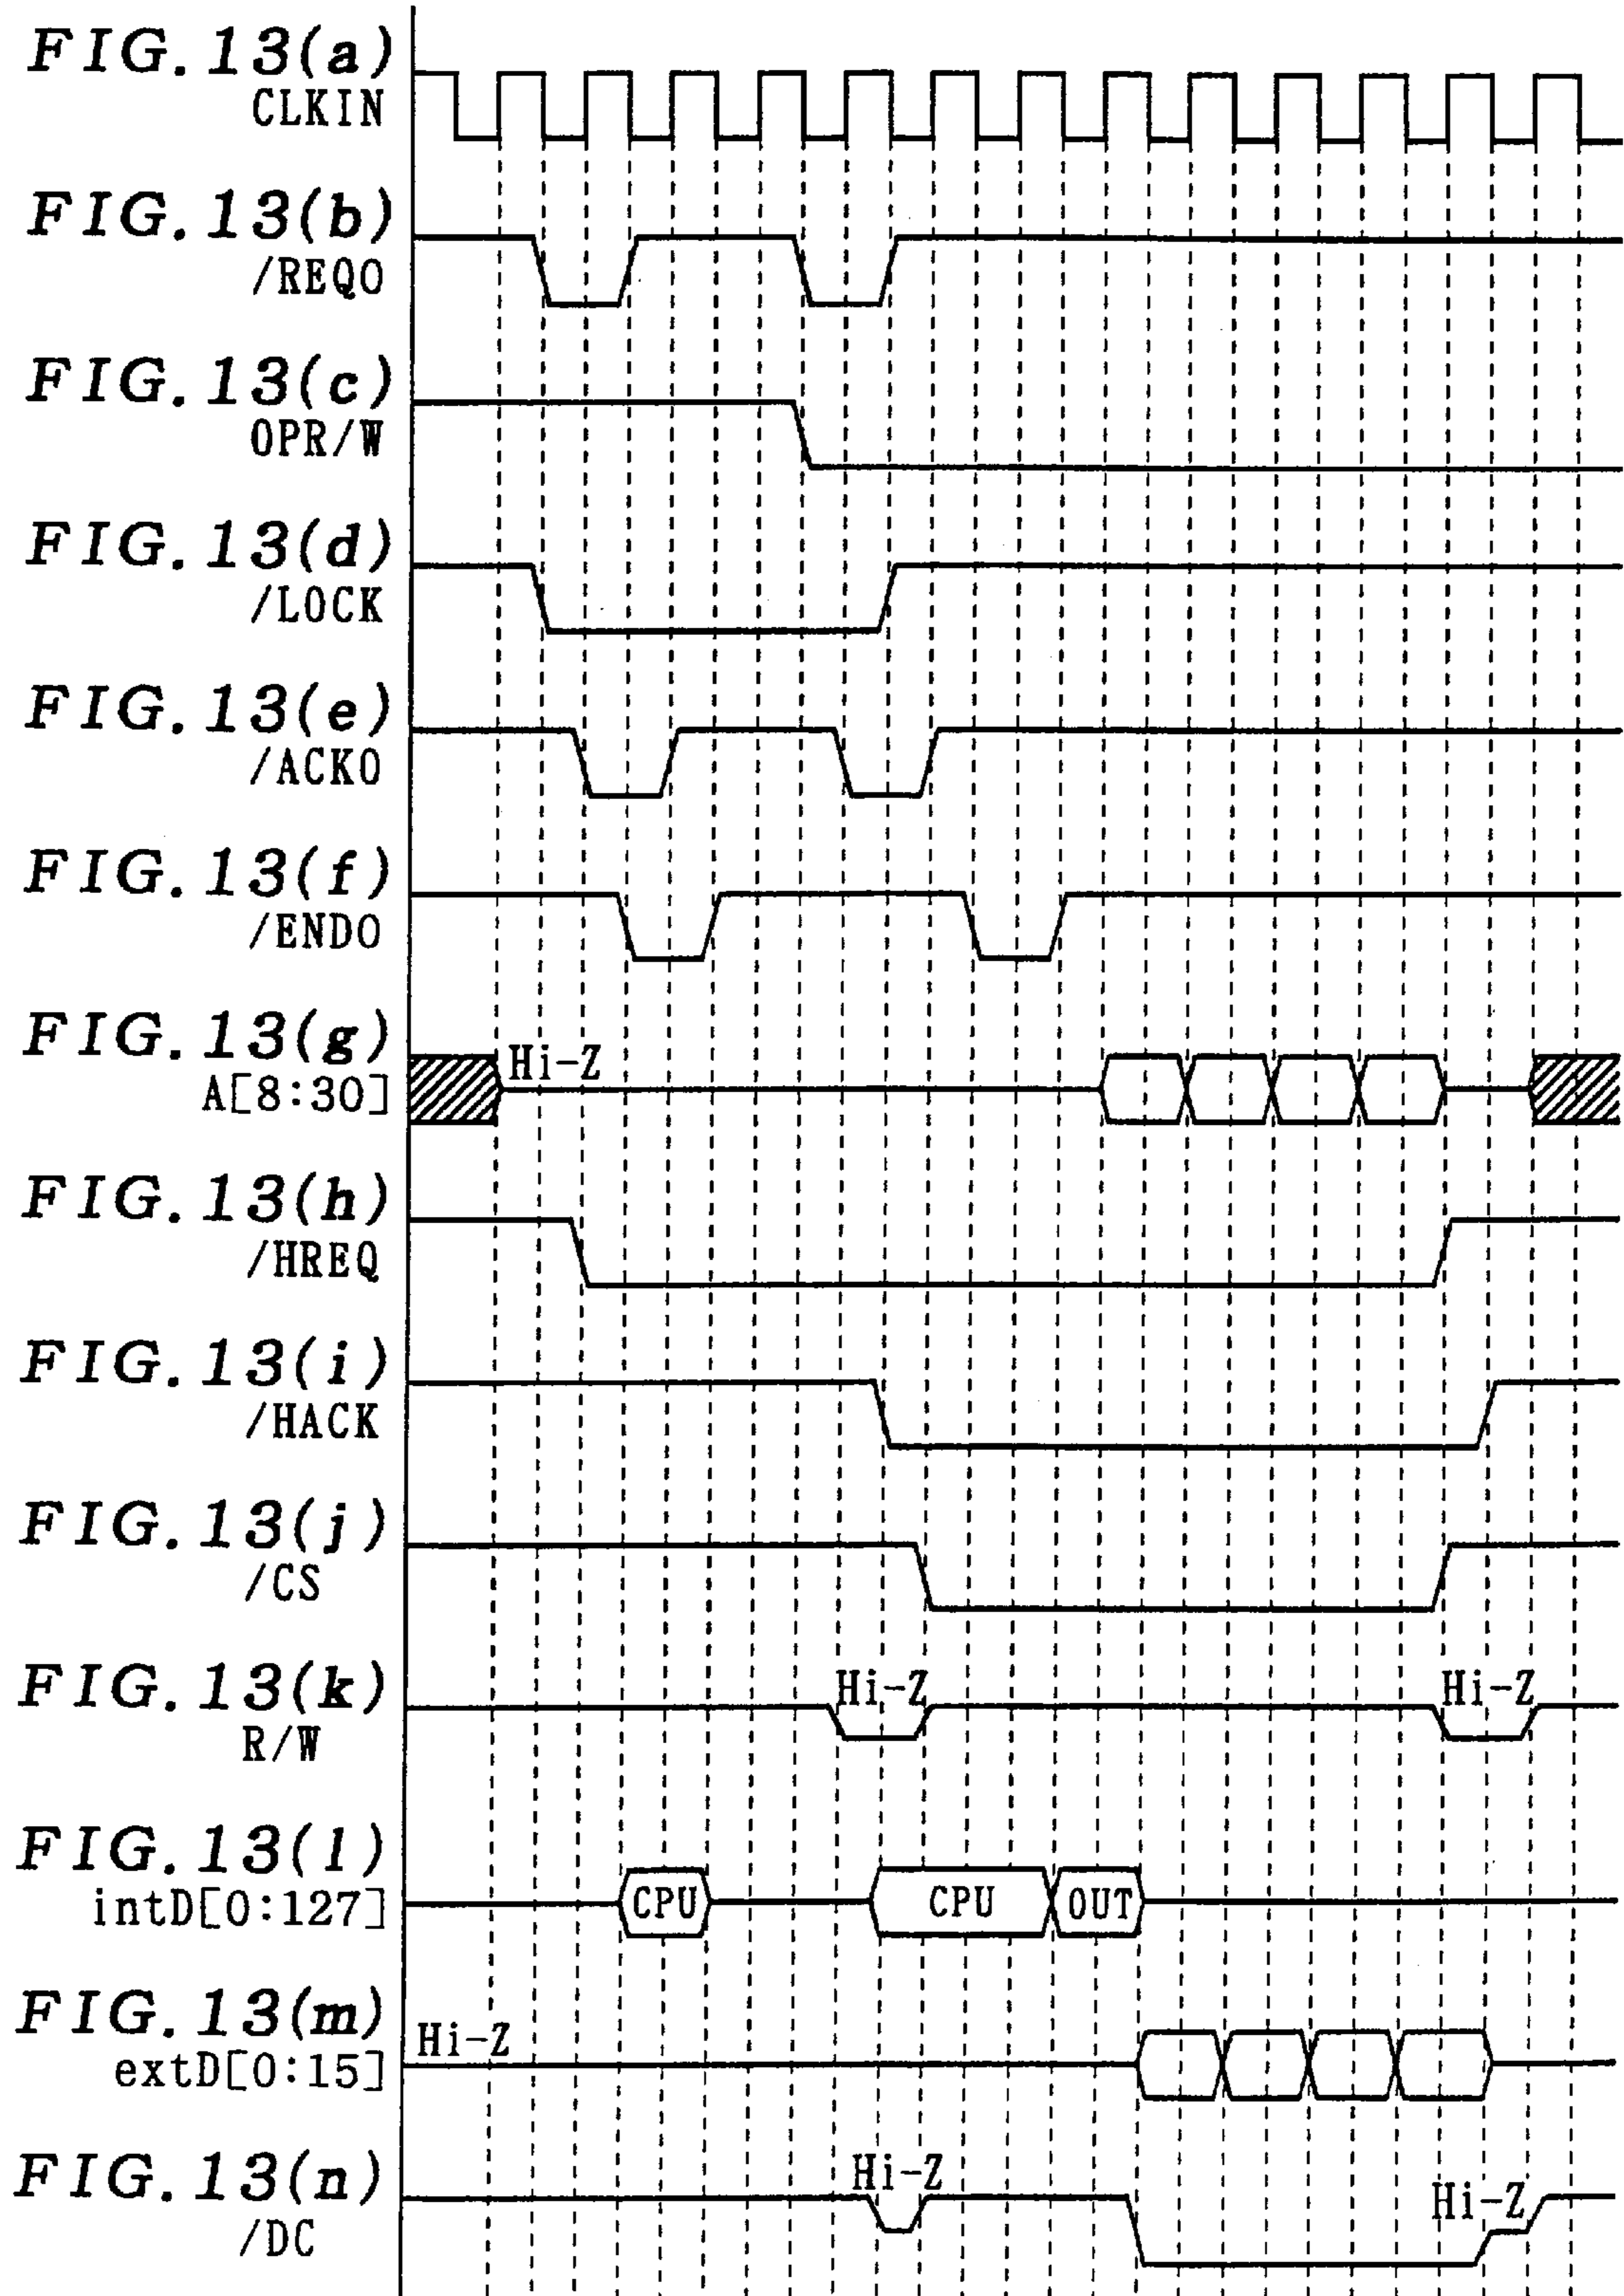 FIG.13(a)
CLKIN
FIG.13(b)
/REQ0
FIG.13(c)
OPR/W
FIG.13(d)
/LOCK
FIG.13(e)
/ACK0
FIG.13(f)
/END0
FIG.13(g)
Hi-Z
A[8:30]
FIG.13(h)
/HREQ
FIG.13(i)
/HACK
FIG.13(j)
/CS
FIG.13(k)
Hi-Z Hi-Z
R/W
FIG.13(l)
intD[0:127]
CPU CPU OUT
FIG.13(m)
Hi-Z
extD[0:15]
FIG.13(n)
Hi-Z Hi-Z
/DC